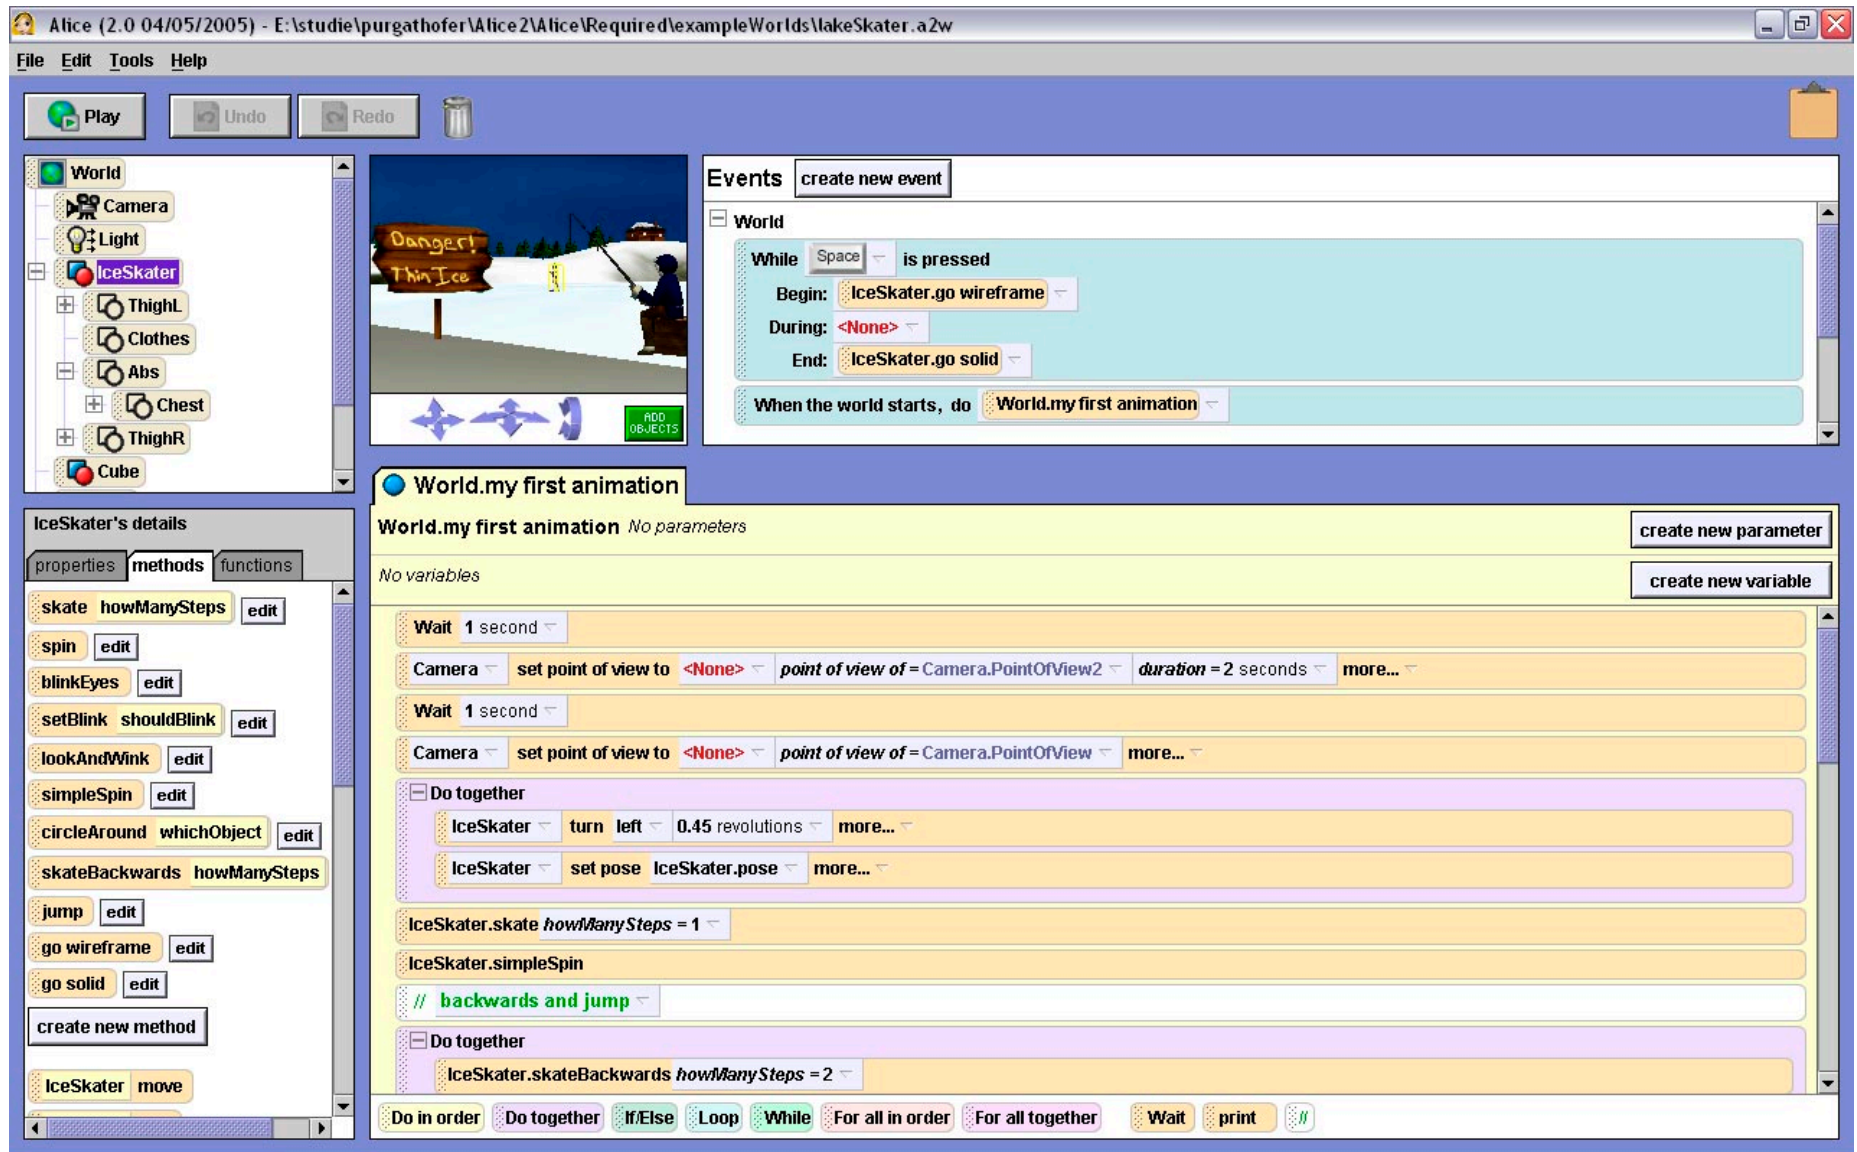 Alice (2.0 04/05/2005) - E:\studie\purgathofer\Alice2\Alice\Required\exampleWorlds\lakeSkater.a2w
File Edit Tools Help
Play Undo Redo
World
Camera
Light
IceSkater
ThighL
Clothes
Abs
Chest
ThighR
Cube
Danger!
Thin Ice
ADD
OBJECTS
Events create new event
World
While Space is pressed
Begin: IceSkater.go wireframe
During: <None>
End: IceSkater.go solid
When the world starts, do World.my first animation
IceSkater's details
properties methods functions
skate howManySteps edit
spin edit
blinkEyes edit
setBlink shouldBlink edit
lookAndWink edit
simpleSpin edit
circleAround whichObject edit
skateBackwards howManySteps
jump edit
go wireframe edit
go solid edit
create new method
IceSkater move
World.my first animation
World.my first animation No parameters create new parameter
No variables create new variable
Wait 1 second
Camera set point of view to <None> point of view of = Camera.PointOfView2 duration = 2 seconds more...
Wait 1 second
Camera set point of view to <None> point of view of = Camera.PointOfView more...
Do together
IceSkater turn left 0.45 revolutions more...
IceSkater set pose IceSkater.pose more...
IceSkater.skate howManySteps = 1
IceSkater.simpleSpin
// backwards and jump
Do together
IceSkater.skateBackwards howManySteps = 2
Do in order Do together If/Else Loop While For all in order For all together Wait print //